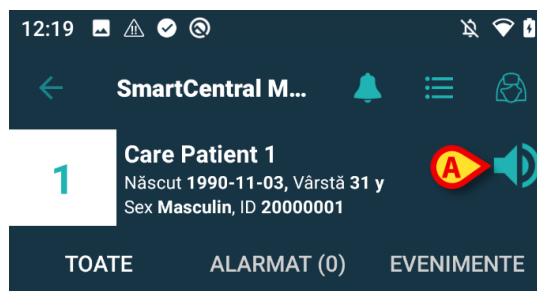 12:19
SmartCentral M...
1
Care Patient 1
Născut 1990-11-03, Vârstă 31 y
Sex Masculin, ID 20000001
A
TOATE ALARMAT (0) EVENIMENTE